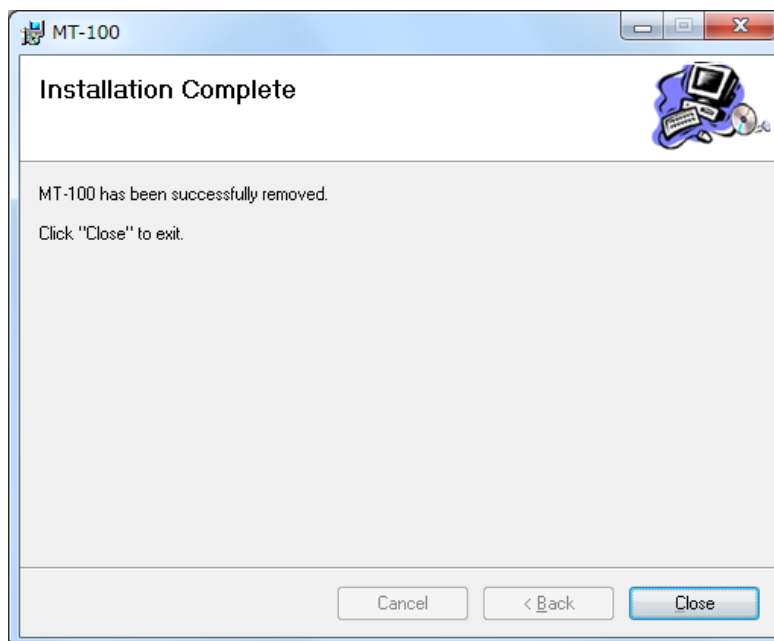 MT-100
Installation Complete
MT-100 has been successfully removed.
Click "Close" to exit.
Cancel
< Back
Close